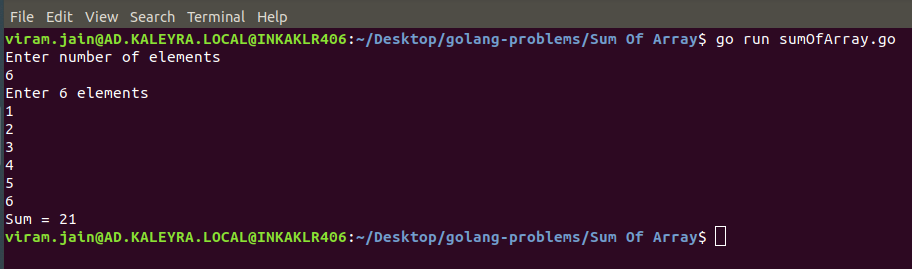 File Edit View Search Terminal Help
viram.jain@AD.KALEYRA.LOCAL@INKAKLR406:~/Desktop/golang-problems/Sum Of Array$ go run sumOfArray.go
Enter number of elements
6
Enter 6 elements
1
2
3
4
5
6
Sum = 21
viram.jain@AD.KALEYRA.LOCAL@INKAKLR406:~/Desktop/golang-problems/Sum Of Array$